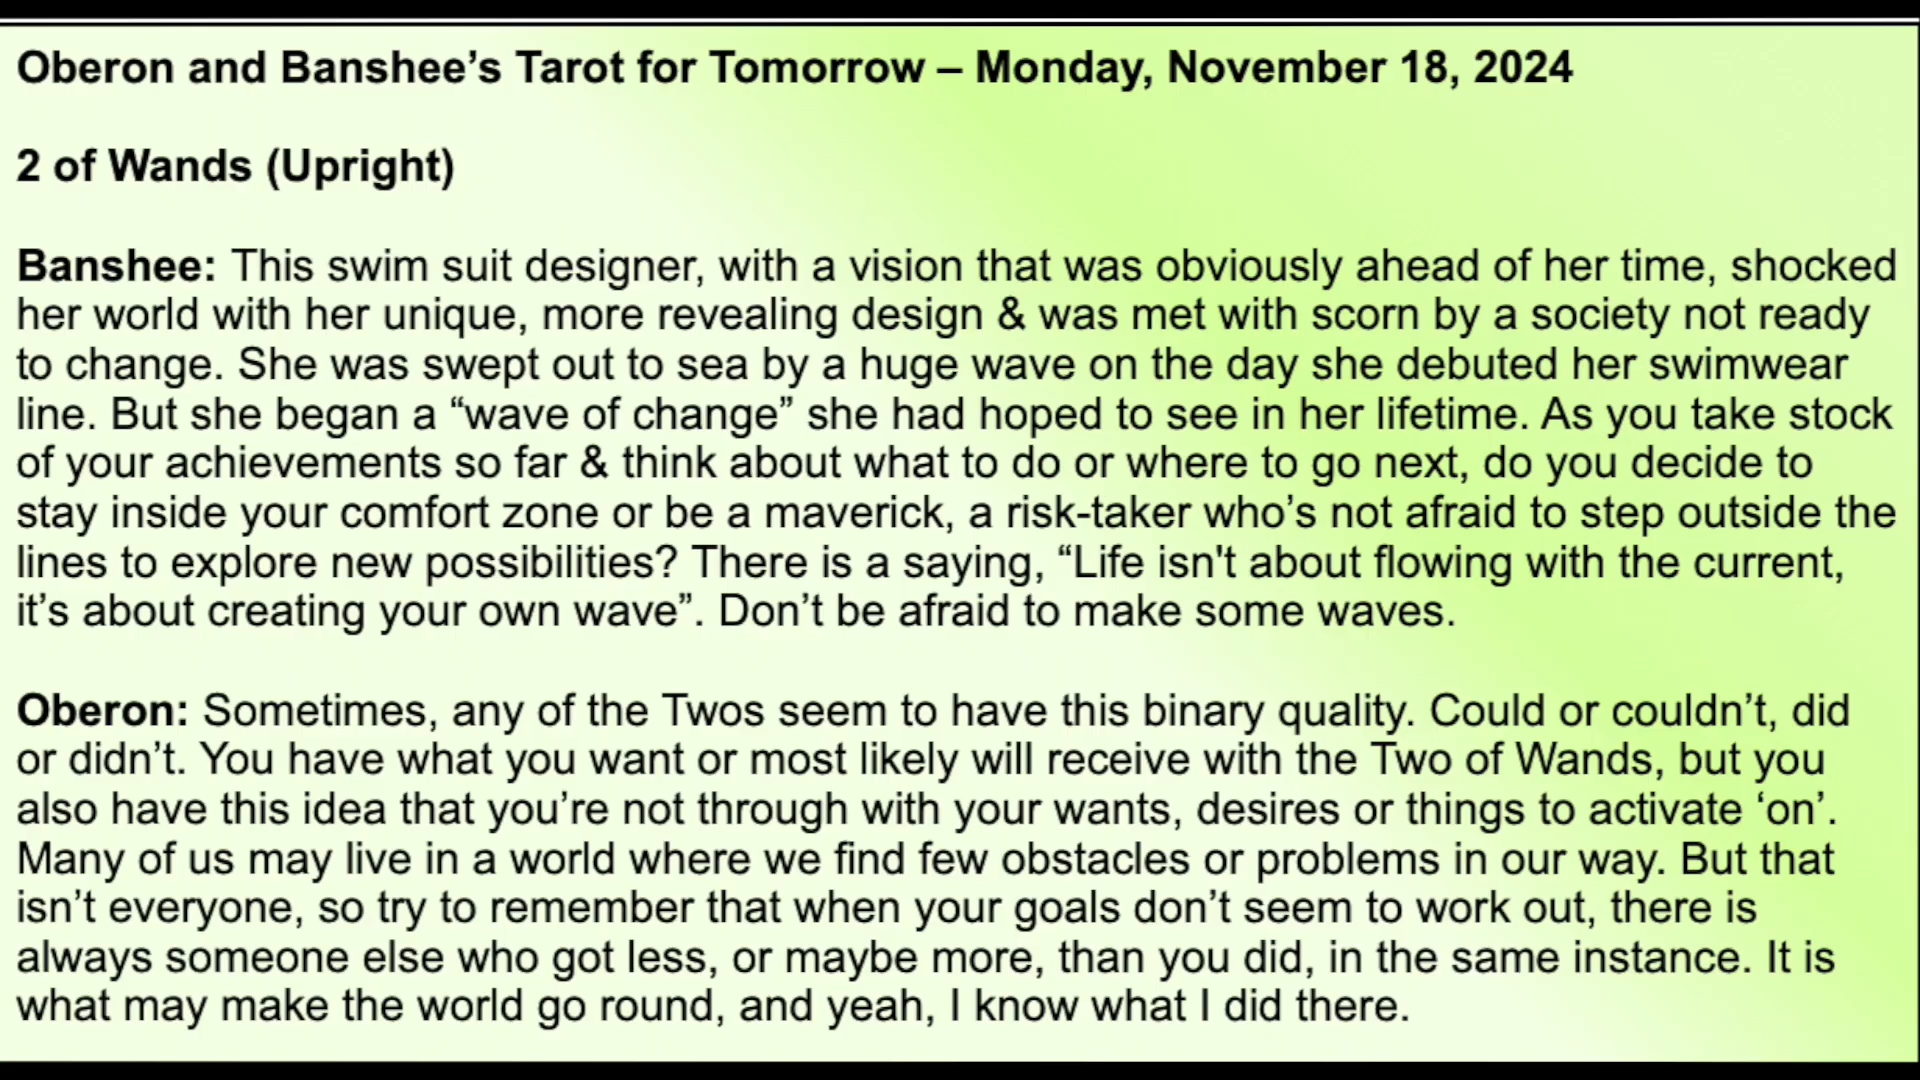 Oberon and Banshee’s Tarot for Tomorrow – Monday, November 18, 2024
2 of Wands (Upright)
Banshee: This swim suit designer, with a vision that was obviously ahead of her time, shocked
her world with her unique, more revealing design & was met with scorn by a society not ready
to change. She was swept out to sea by a huge wave on the day she debuted her swimwear
line. But she began a “wave of change” she had hoped to see in her lifetime. As you take stock
of your achievements so far & think about what to do or where to go next, do you decide to
stay inside your comfort zone or be a maverick, a risk-taker who’s not afraid to step outside the
lines to explore new possibilities? There is a saying, “Life isn't about flowing with the current,
it’s about creating your own wave”. Don’t be afraid to make some waves.
Oberon: Sometimes, any of the Twos seem to have this binary quality. Could or couldn’t, did
or didn’t. You have what you want or most likely will receive with the Two of Wands, but you
also have this idea that you’re not through with your wants, desires or things to activate ‘on’.
Many of us may live in a world where we find few obstacles or problems in our way. But that
isn’t everyone, so try to remember that when your goals don’t seem to work out, there is
always someone else who got less, or maybe more, than you did, in the same instance. It is
what may make the world go round, and yeah, I know what I did there.